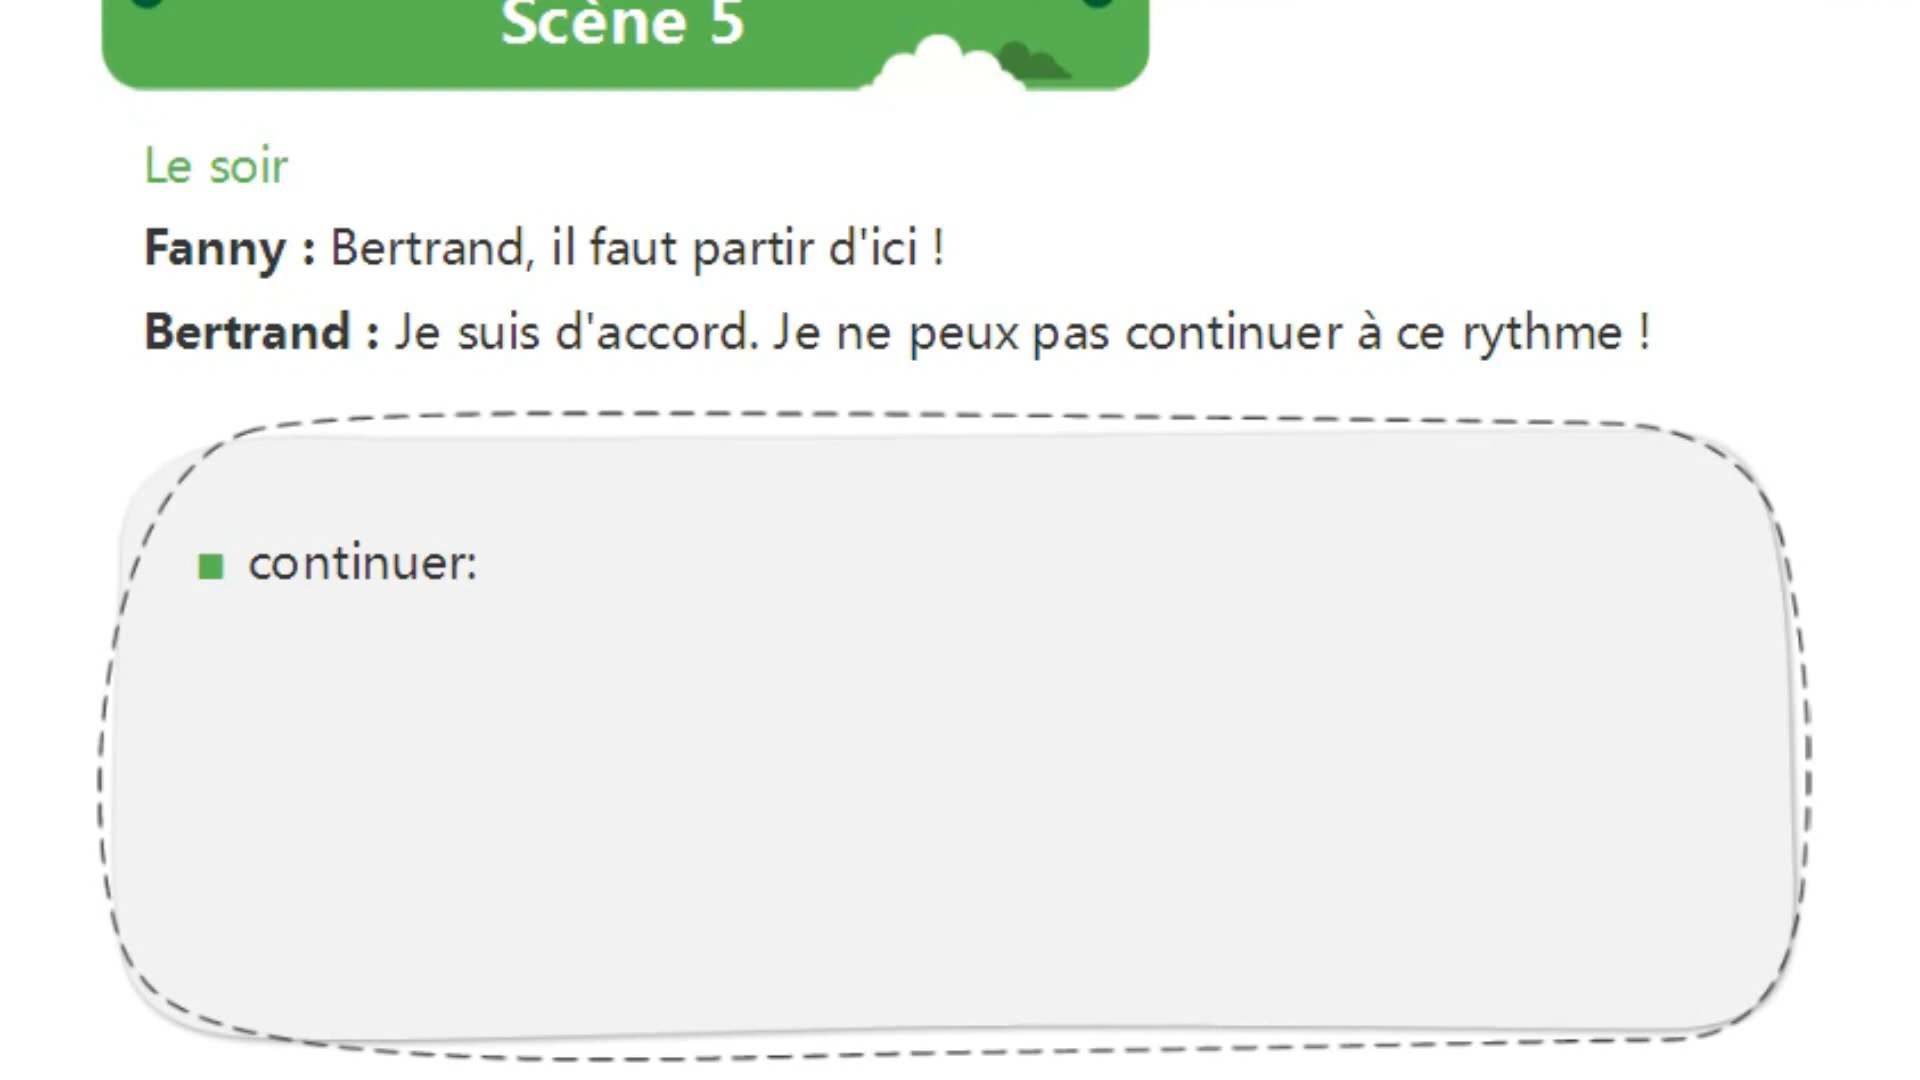 Scène 5
Le soir
Fanny : Bertrand, il faut partir d'ici !
Bertrand : Je suis d'accord. Je ne peux pas continuer à ce rythme !
continuer: